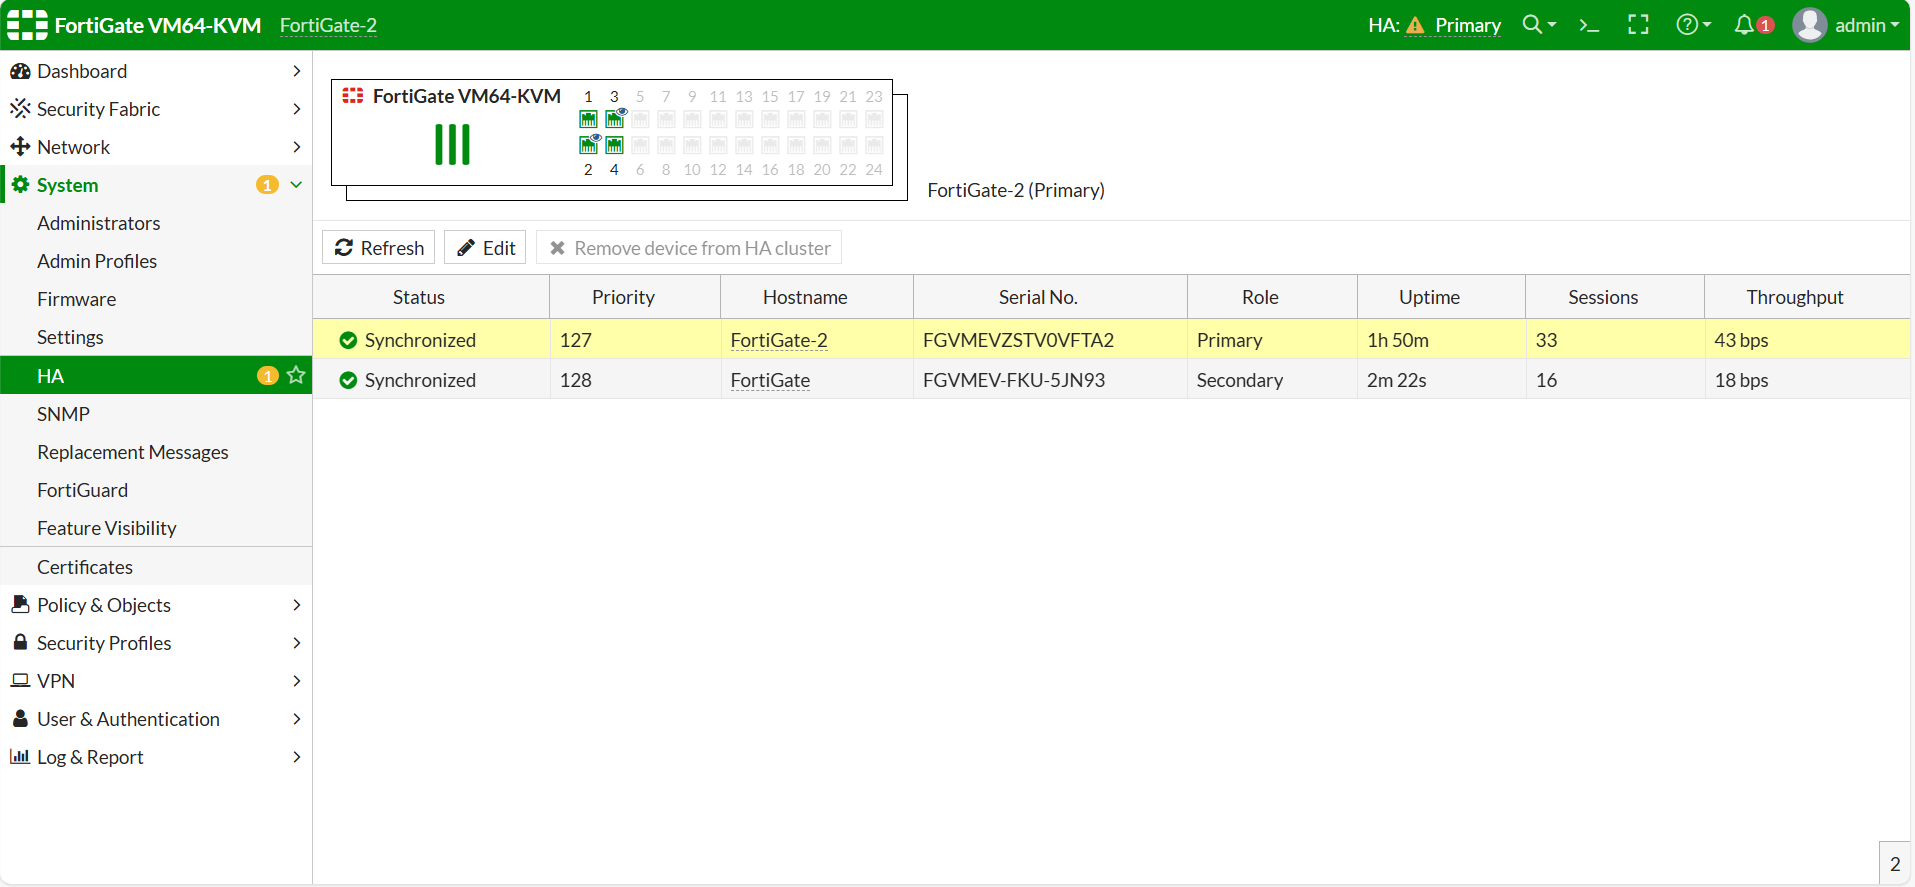 FortiGate VM64-KVM FortiGate-2 HA: Primary 1 admin
Dashboard
Security Fabric
Network
System 1
Administrators
Admin Profiles
Firmware
Settings
HA 1
SNMP
Replacement Messages
FortiGuard
Feature Visibility
Certificates
Policy & Objects
Security Profiles
VPN
User & Authentication
Log & Report
FortiGate VM64-KVM
1 3 5 7 9 11 13 15 17 19 21 23
2 4 6 8 10 12 14 16 18 20 22 24
FortiGate-2 (Primary)
Refresh Edit Remove device from HA cluster
Status Priority Hostname Serial No. Role Uptime Sessions Throughput
Synchronized 127 FortiGate-2 FGVMEVZSTV0VFTA2 Primary 1h 50m 33 43 bps
Synchronized 128 FortiGate FGVMEV-FKU-5JN93 Secondary 2m 22s 16 18 bps
2